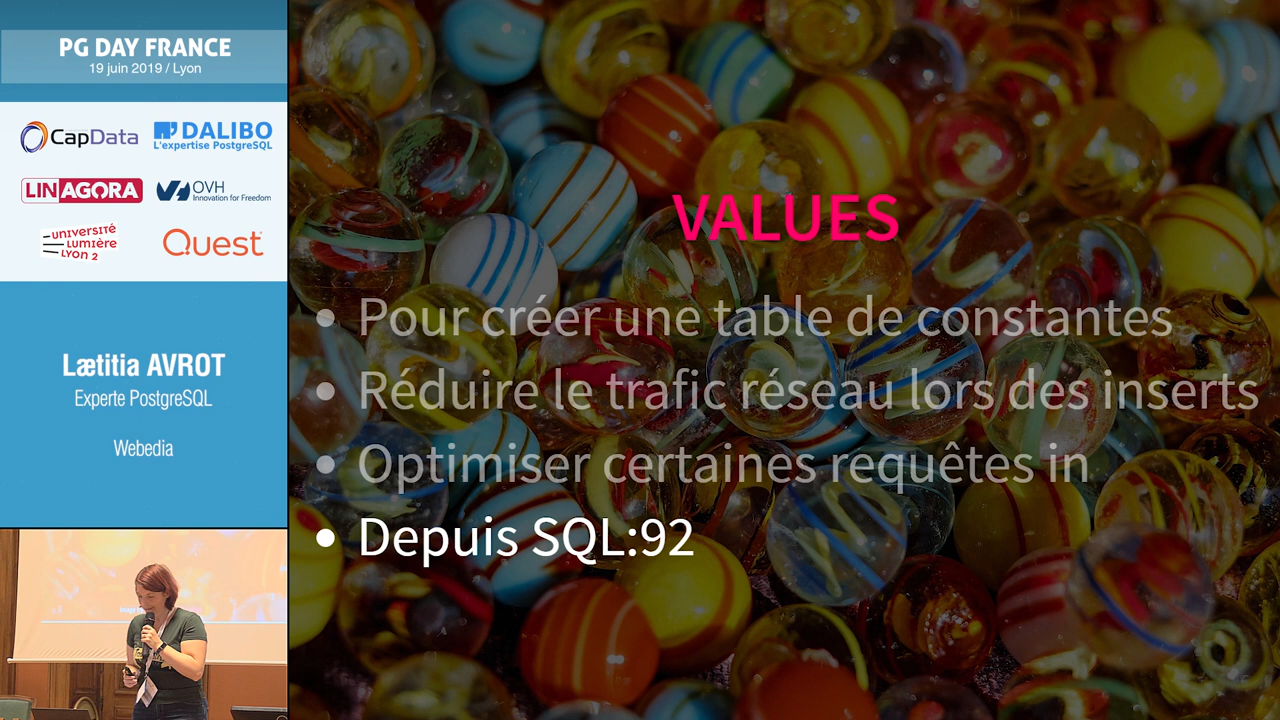 PG DAY FRANCE
19 juin 2019 / Lyon
CapData
DALIBO
L'expertise PostgreSQL
LINAGORA
OVH
Innovation for Freedom
UNIVERSITÉ
LUMIÈRE
LYON 2
Quest
Lætitia AVROT
Experte PostgreSQL
Webedia
VALUES
• Pour créer une table de constantes
• Réduire le trafic réseau lors des inserts
• Optimiser certaines requêtes in
• Depuis SQL:92